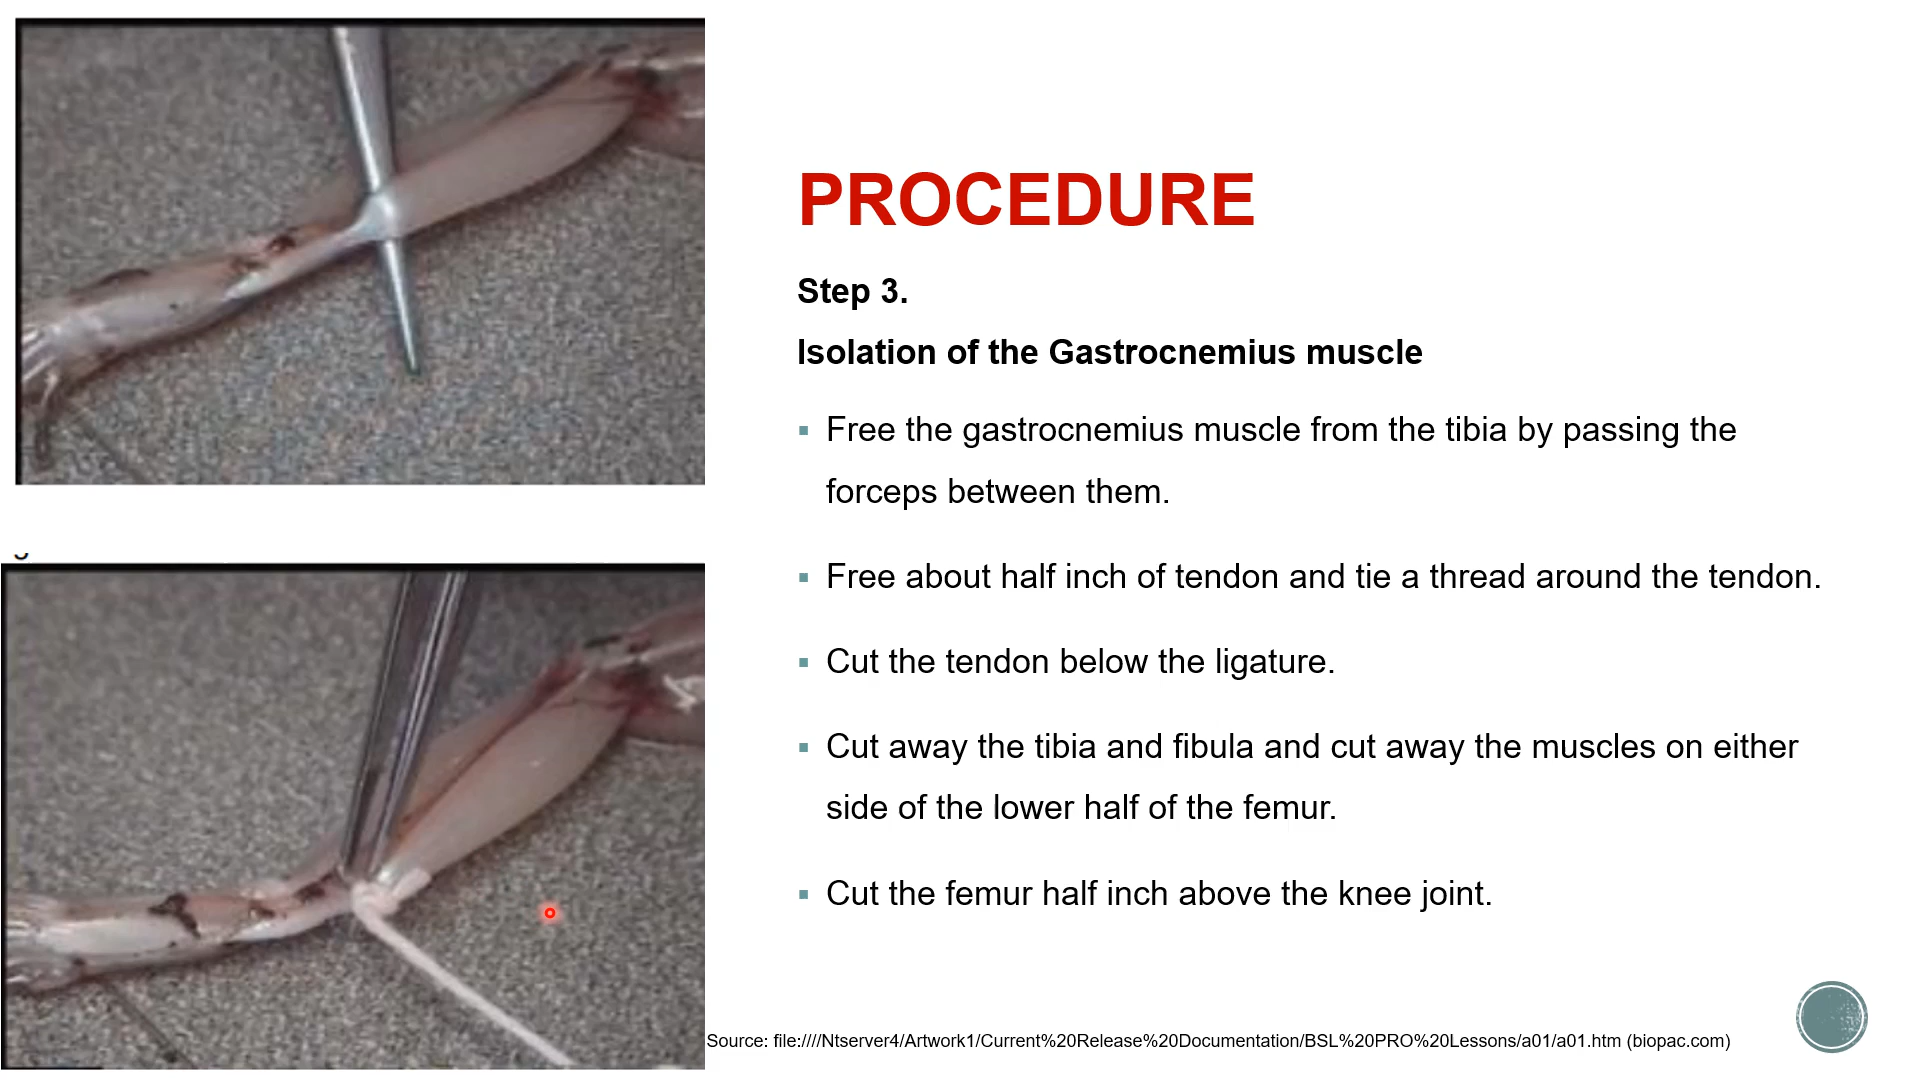 PROCEDURE
Step 3.
Isolation of the Gastrocnemius muscle
▪ Free the gastrocnemius muscle from the tibia by passing the
forceps between them.
▪ Free about half inch of tendon and tie a thread around the tendon.
▪ Cut the tendon below the ligature.
▪ Cut away the tibia and fibula and cut away the muscles on either
side of the lower half of the femur.
▪ Cut the femur half inch above the knee joint.
Source: file:////Ntserver4/Artwork1/Current%20Release%20Documentation/BSL%20PRO%20Lessons/a01/a01.htm (biopac.com)